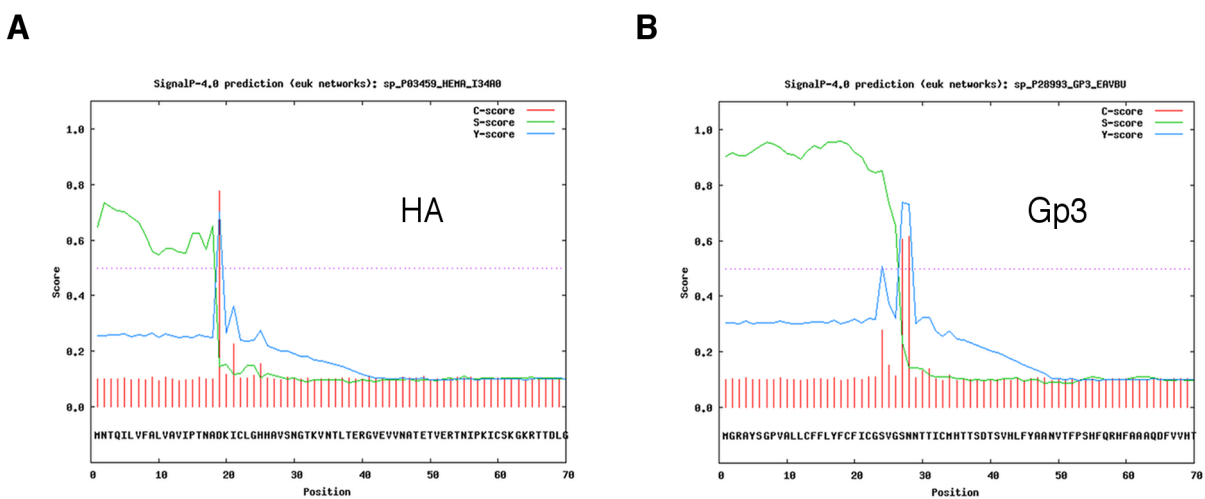 A
SignalP-4.0 prediction (euk networks): sp_P03459_HEMA_I34A0
C-score
S-score
Y-score
1.0
0.8
0.6
0.4
0.2
0.0
Score
HA
MNTQILVFALVAVIPTNADKICLGHHAVSNGTKVNTLTERGVEVVNATETVERTNIPKICSKGKRTTDLG
0 10 20 30 40 50 60 70
Position
B
SignalP-4.0 prediction (euk networks): sp_P28993_GP3_EAVBU
C-score
S-score
Y-score
1.0
0.8
0.6
0.4
0.2
0.0
Score
Gp3
MGRAYSGPVALLCFFLYFCFICGSVGSNNTTICMHTTSDTSVHLFYAANVTFPSHFQRHFAAAQDFVVHT
0 10 20 30 40 50 60 70
Position